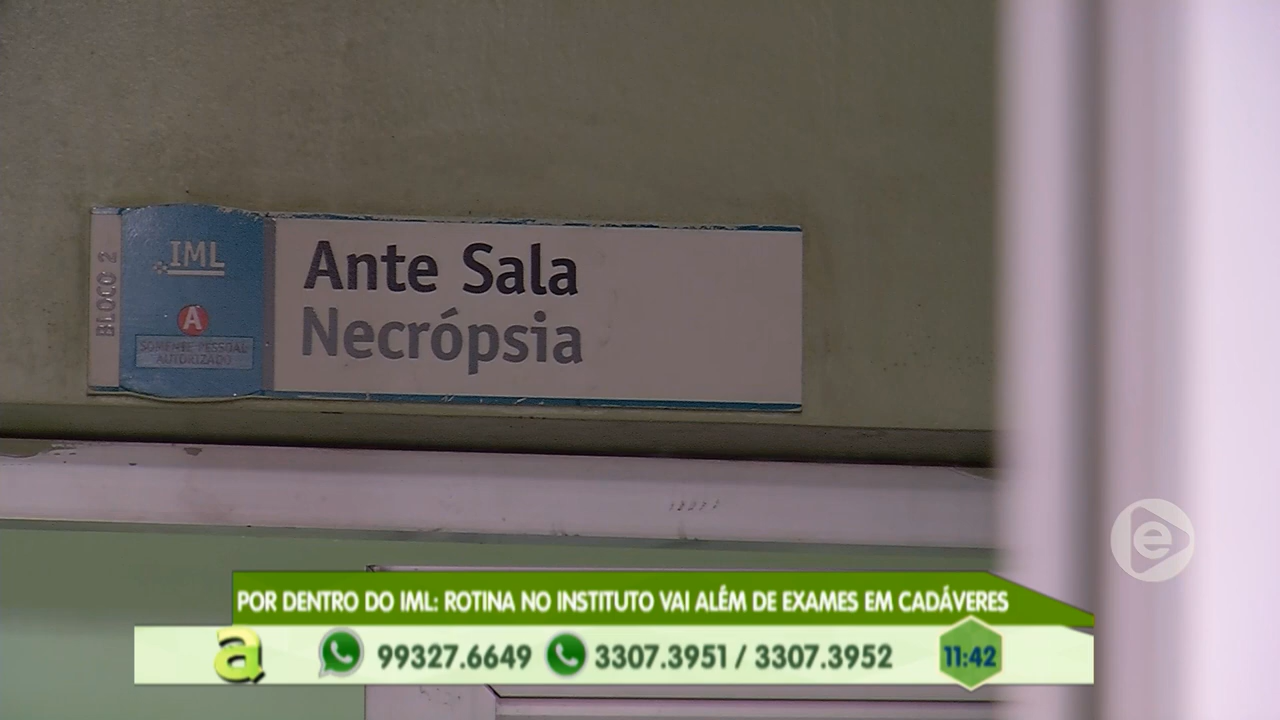 BLOCO 2
IML
A
SOMENTE PESSOAL
AUTORIZADO
Ante Sala
Necrópsia
e
POR DENTRO DO IML: ROTINA NO INSTITUTO VAI ALÉM DE EXAMES EM CADÁVERES
a
99327.6649
3307.3951 / 3307.3952
11:42